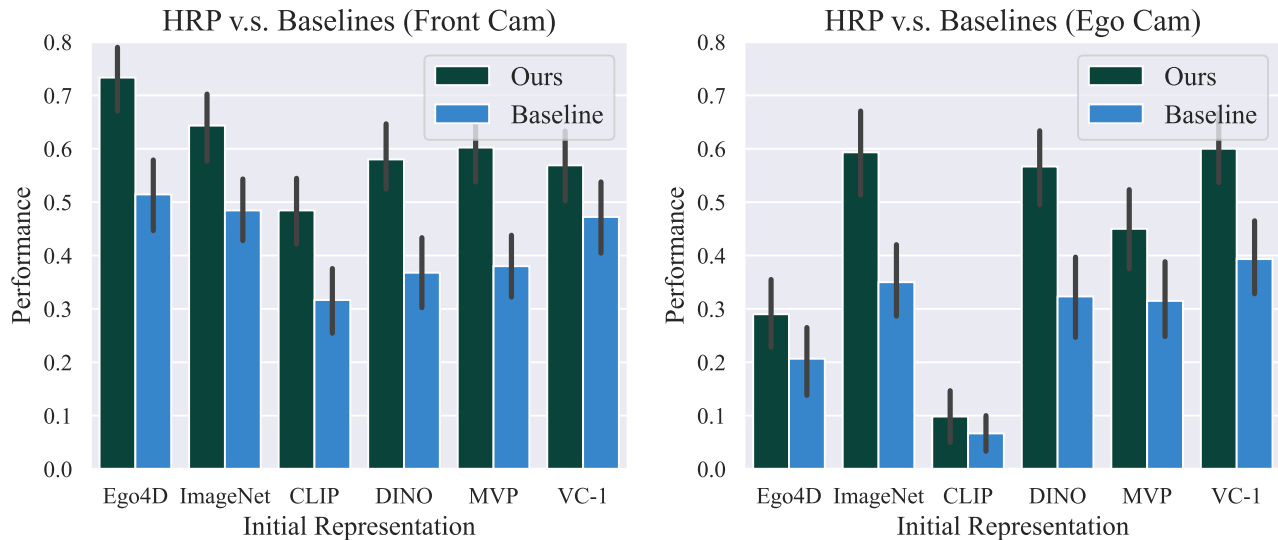 HRP v.s. Baselines (Front Cam)
0.8
0.7
0.6
0.5
0.4
0.3
0.2
0.1
0.0
Performance
Ours
Baseline
Ego4D ImageNet CLIP DINO MVP VC-1
Initial Representation
HRP v.s. Baselines (Ego Cam)
0.8
0.7
0.6
0.5
0.4
0.3
0.2
0.1
0.0
Performance
Ours
Baseline
Ego4D ImageNet CLIP DINO MVP VC-1
Initial Representation